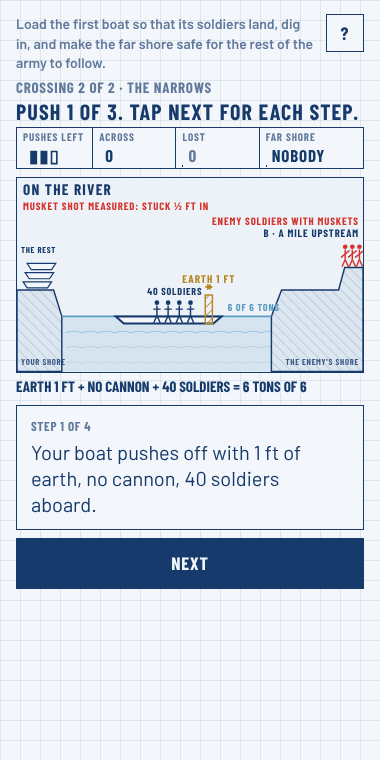 Load the first boat so that its soldiers land, dig
in, and make the far shore safe for the rest of the
army to follow.
?
CROSSING 2 OF 2 · THE NARROWS
PUSH 1 OF 3. TAP NEXT FOR EACH STEP.
PUSHES LEFT
ACROSS
0
LOST
0
FAR SHORE
NOBODY
ON THE RIVER
MUSKET SHOT MEASURED: STUCK ½ FT IN
ENEMY SOLDIERS WITH MUSKETS
B · A MILE UPSTREAM
THE REST
EARTH 1 FT
40 SOLDIERS
6 OF 6 TONS
YOUR SHORE
THE ENEMY'S SHORE
EARTH 1 FT + NO CANNON + 40 SOLDIERS = 6 TONS OF 6
STEP 1 OF 4
Your boat pushes off with 1 ft of
earth, no cannon, 40 soldiers
aboard.
NEXT